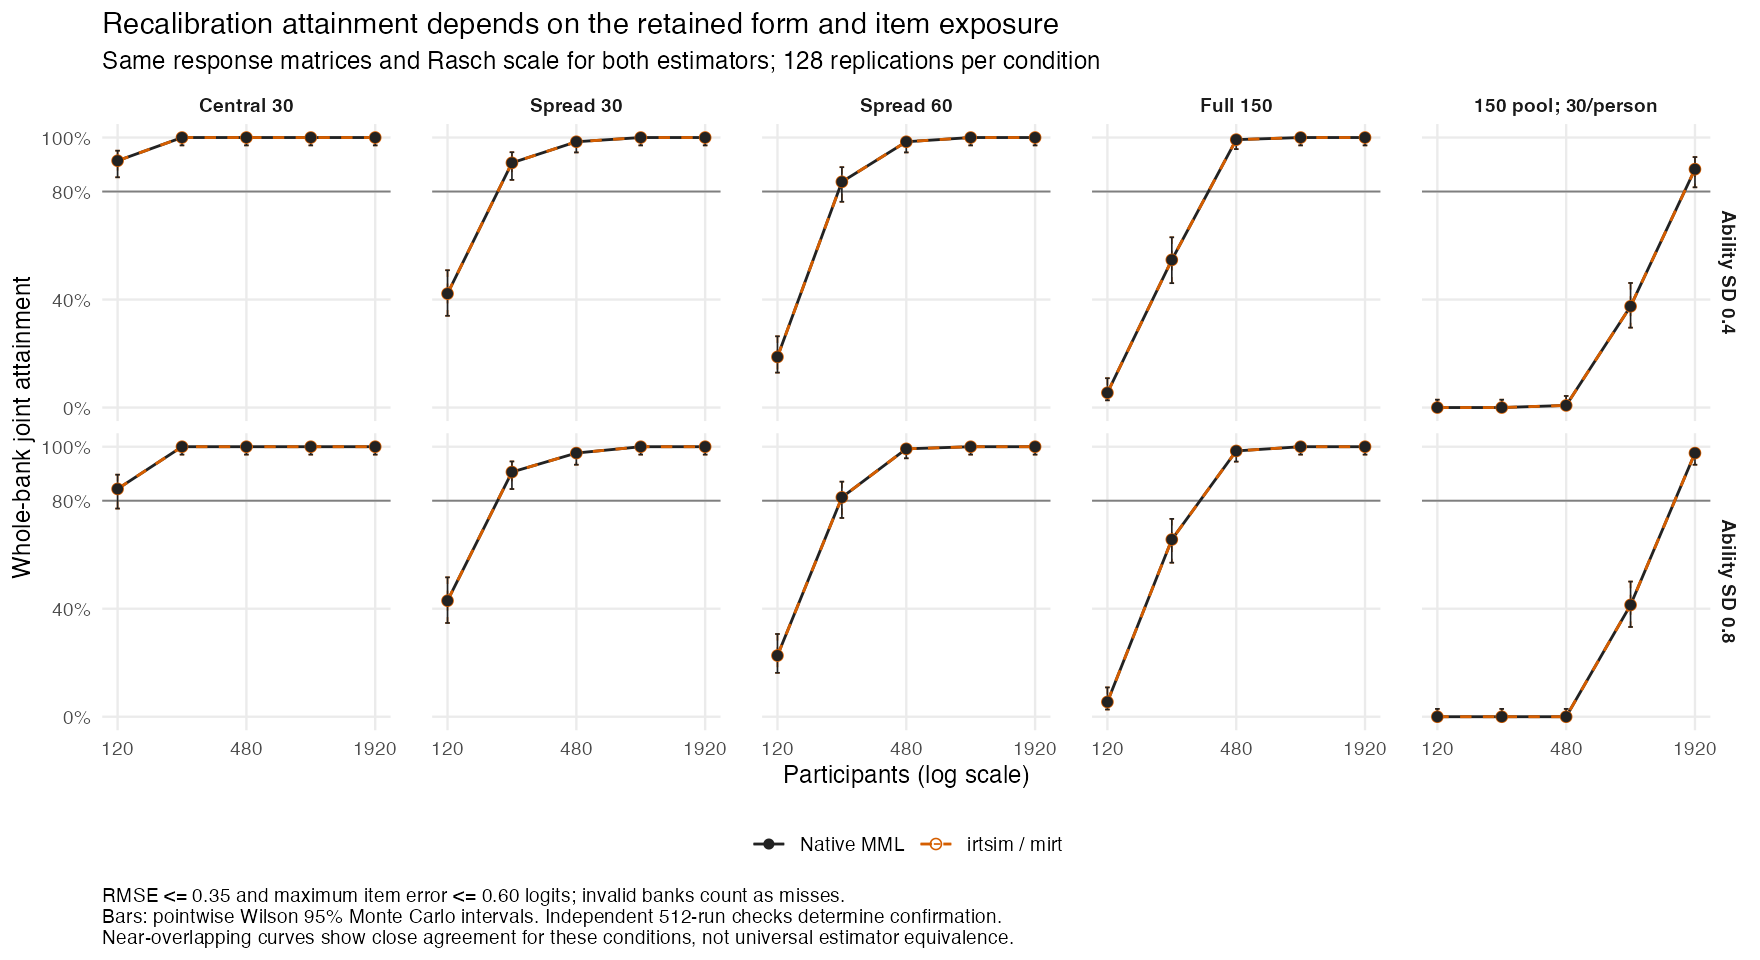 Recalibration attainment depends on the retained form and item exposure
Same response matrices and Rasch scale for both estimators; 128 replications per condition
Central 30
Spread 30
Spread 60
Full 150
150 pool; 30/person
Whole-bank joint attainment
100%
80%
40%
0%
Ability SD 0.4
100%
80%
40%
0%
Ability SD 0.8
120 480 1920
120 480 1920
120 480 1920
120 480 1920
120 480 1920
Participants (log scale)
Native MML
irtsim / mirt
RMSE <= 0.35 and maximum item error <= 0.60 logits; invalid banks count as misses.
Bars: pointwise Wilson 95% Monte Carlo intervals. Independent 512-run checks determine confirmation.
Near-overlapping curves show close agreement for these conditions, not universal estimator equivalence.